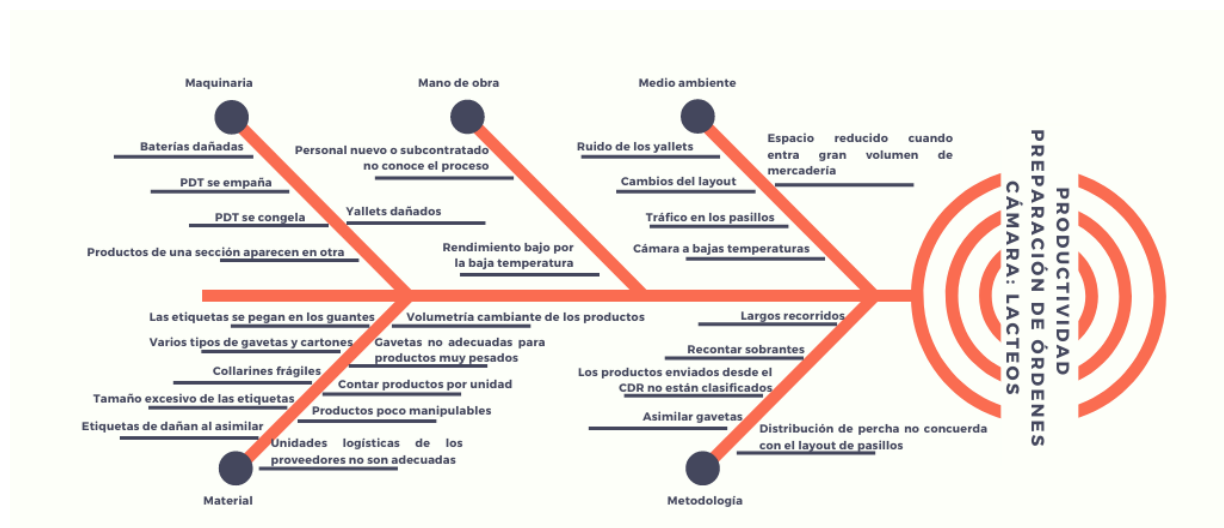 Maquinaria
Baterías dañadas
PDT se empaña
PDT se congela
Productos de una sección aparecen en otra
Yallets dañados
Mano de obra
Personal nuevo o subcontratado
no conoce el proceso
Rendimiento bajo por
la baja temperatura
Medio ambiente
Ruido de los yallets
Cambios del layout
Tráfico en los pasillos
Cámara a bajas temperaturas
Espacio reducido cuando
entra gran volumen de
mercadería
Las etiquetas se pegan en los guantes
Varios tipos de gavetas y cartones
Collarines frágiles
Tamaño excesivo de las etiquetas
Etiquetas de dañan al asimilar
Volumetría cambiante de los productos
Gavetas no adecuadas para
productos muy pesados
Contar productos por unidad
Productos poco manipulables
Unidades logísticas de los
proveedores no son adecuadas
Material
Largos recorridos
Recontar sobrantes
Los productos enviados desde el
CDR no están clasificados
Asimilar gavetas
Distribución de percha no concuerda
con el layout de pasillos
Metodología
PRODUCTIVIDAD
PREPARACIÓN DE ÓRDENES
CÁMARA: LACTEOS